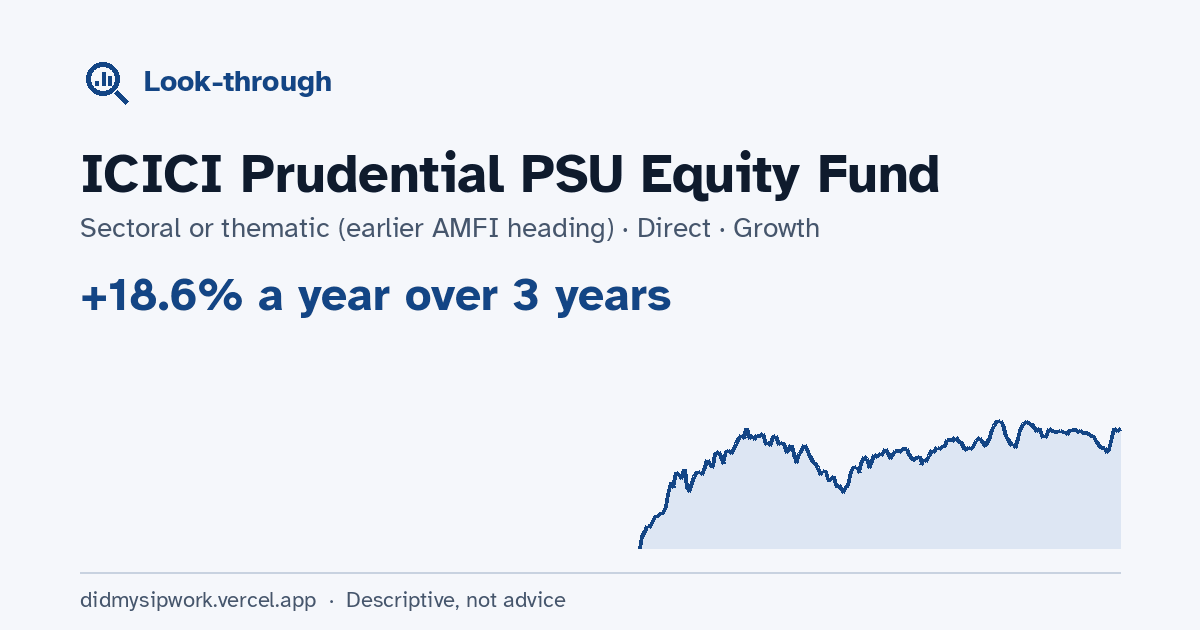 Look-through
ICICI Prudential PSU Equity Fund
Sectoral or thematic (earlier AMFI heading) · Direct · Growth
+18.6% a year over 3 years
didmysipwork.vercel.app · Descriptive, not advice